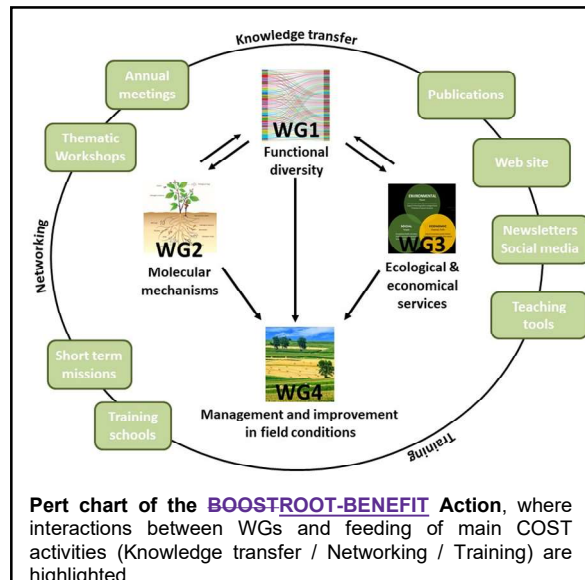 Knowledge transfer
Annual
meetings
Publications
WG1
Functional
diversity
Thematic
Workshops
Web site
WG2
Molecular
mechanisms
ENVIRONMENTAL
WG3
Ecological &
economical
services
Newsletters
Social media
Networking
Teaching
tools
Short term
missions
WG4
Management and improvement
in field conditions
Training
schools
Training
Pert chart of the BOOSTROOT-BENEFIT Action, where
interactions between WGs and feeding of main COST
activities (Knowledge transfer / Networking / Training) are
highlighted